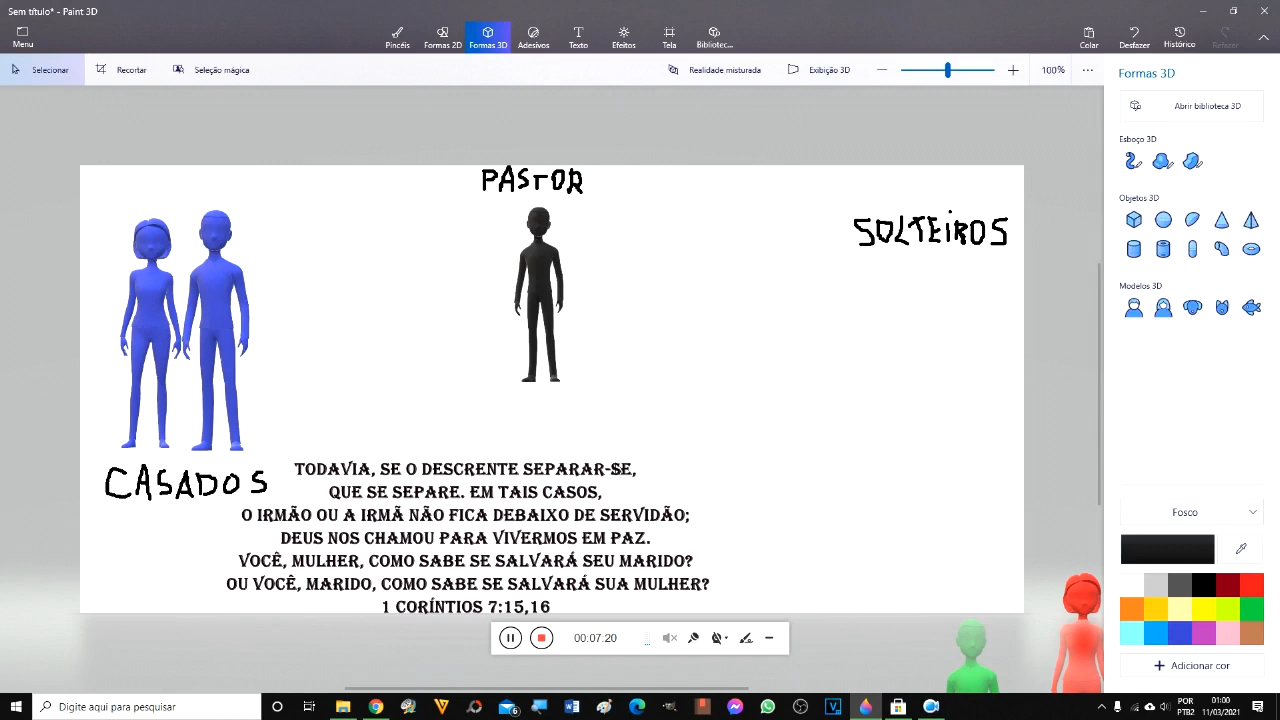 Sem título* - Paint 3D
Menu
Pincéis
Formas 2D
Formas 3D
Adesivos
Texto
Efeitos
Tela
Bibliotec...
Colar
Desfazer
Histórico
Refazer
Selecionar
Recortar
Seleção mágica
Realidade misturada
Exibição 3D
100%
Formas 3D
Abrir biblioteca 3D
Esboço 3D
Objetos 3D
Modelos 3D
Fosco
Adicionar cor
PASTOR
SOLTEIROS
CASADOS
TODAVIA, SE O DESCRENTE SEPARAR-SE,
QUE SE SEPARE. EM TAIS CASOS,
O IRMÃO OU A IRMÃ NÃO FICA DEBAIXO DE SERVIDÃO;
DEUS NOS CHAMOU PARA VIVERMOS EM PAZ.
VOCÊ, MULHER, COMO SABE SE SALVARÁ SEU MARIDO?
OU VOCÊ, MARIDO, COMO SABE SE SALVARÁ SUA MULHER?
1 CORÍNTIOS 7:15,16
00:07:20
Digite aqui para pesquisar
6
POR
PTB2
01:00
11/03/2021